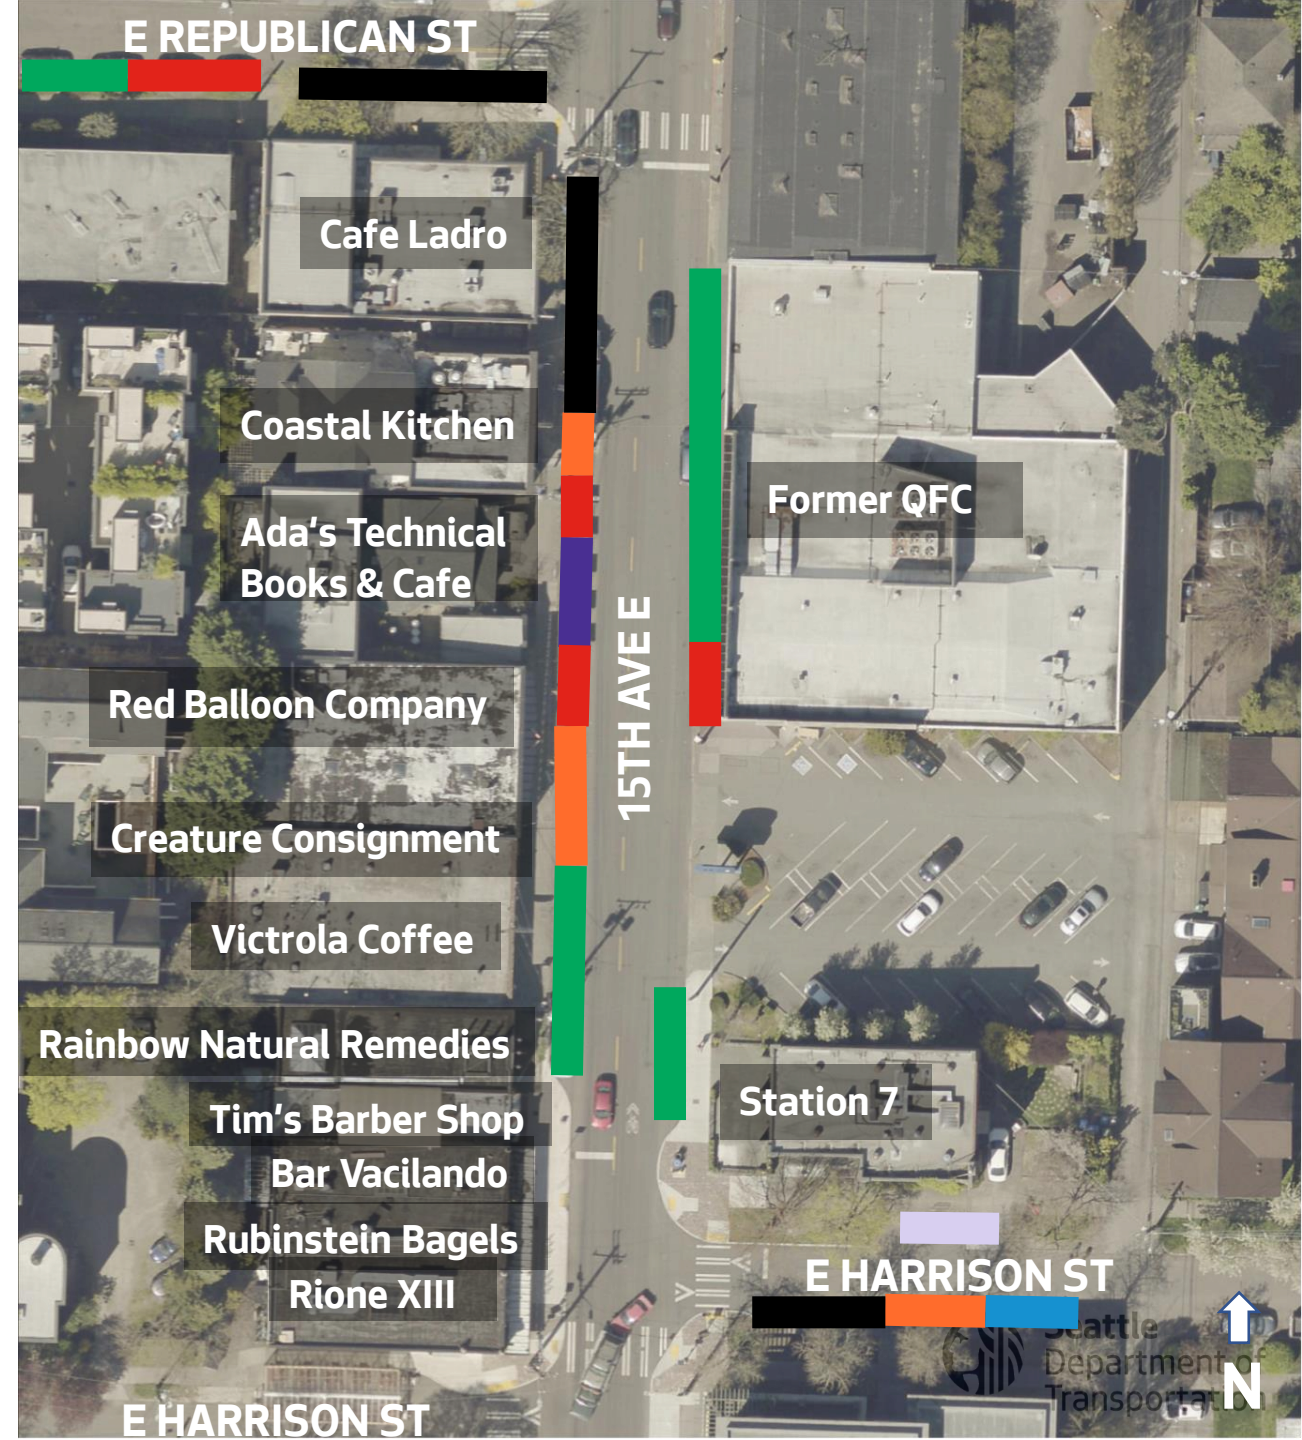 E REPUBLICAN ST
Cafe Ladro
Coastal Kitchen
Former QFC
Ada's Technical
Books & Cafe
15TH AVE E
Red Balloon Company
Creature Consignment
Victrola Coffee
Rainbow Natural Remedies
Station 7
Tim's Barber Shop
Bar Vacilando
Rubinstein Bagels
Rione XIII
E HARRISON ST
Seattle
Department of
Transportation
N
E HARRISON ST